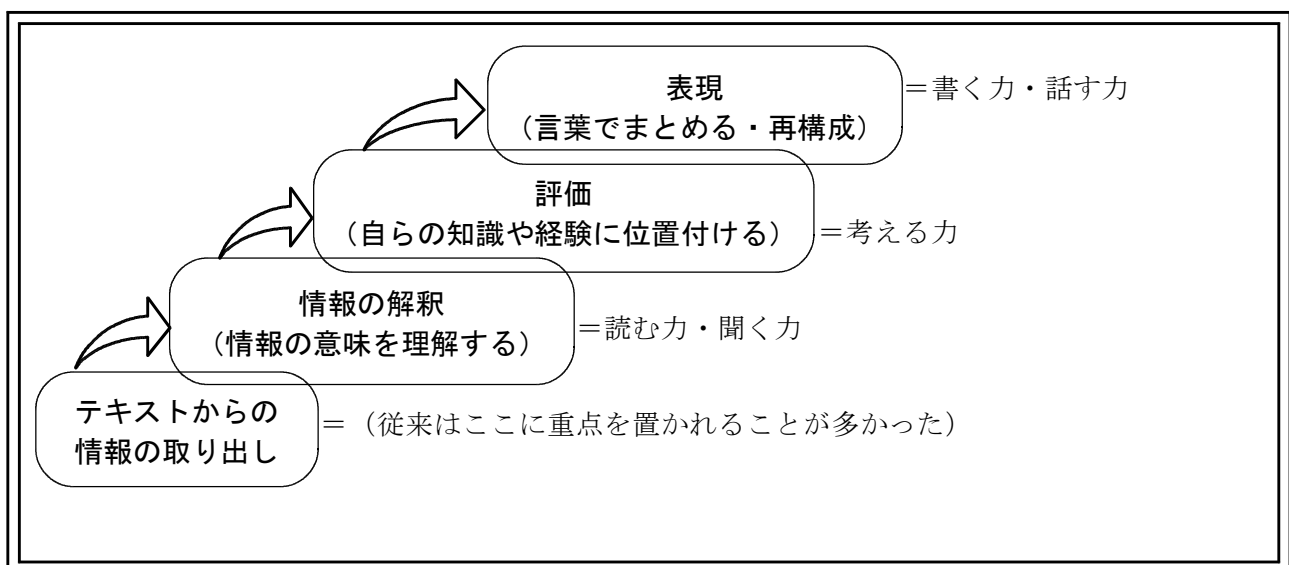 表現
（言葉でまとめる・再構成）
＝書く力・話す力
評価
（自らの知識や経験に位置付ける）
＝考える力
情報の解釈
（情報の意味を理解する）
＝読む力・聞く力
テキストからの
情報の取り出し
＝（従来はここに重点を置かれることが多かった）